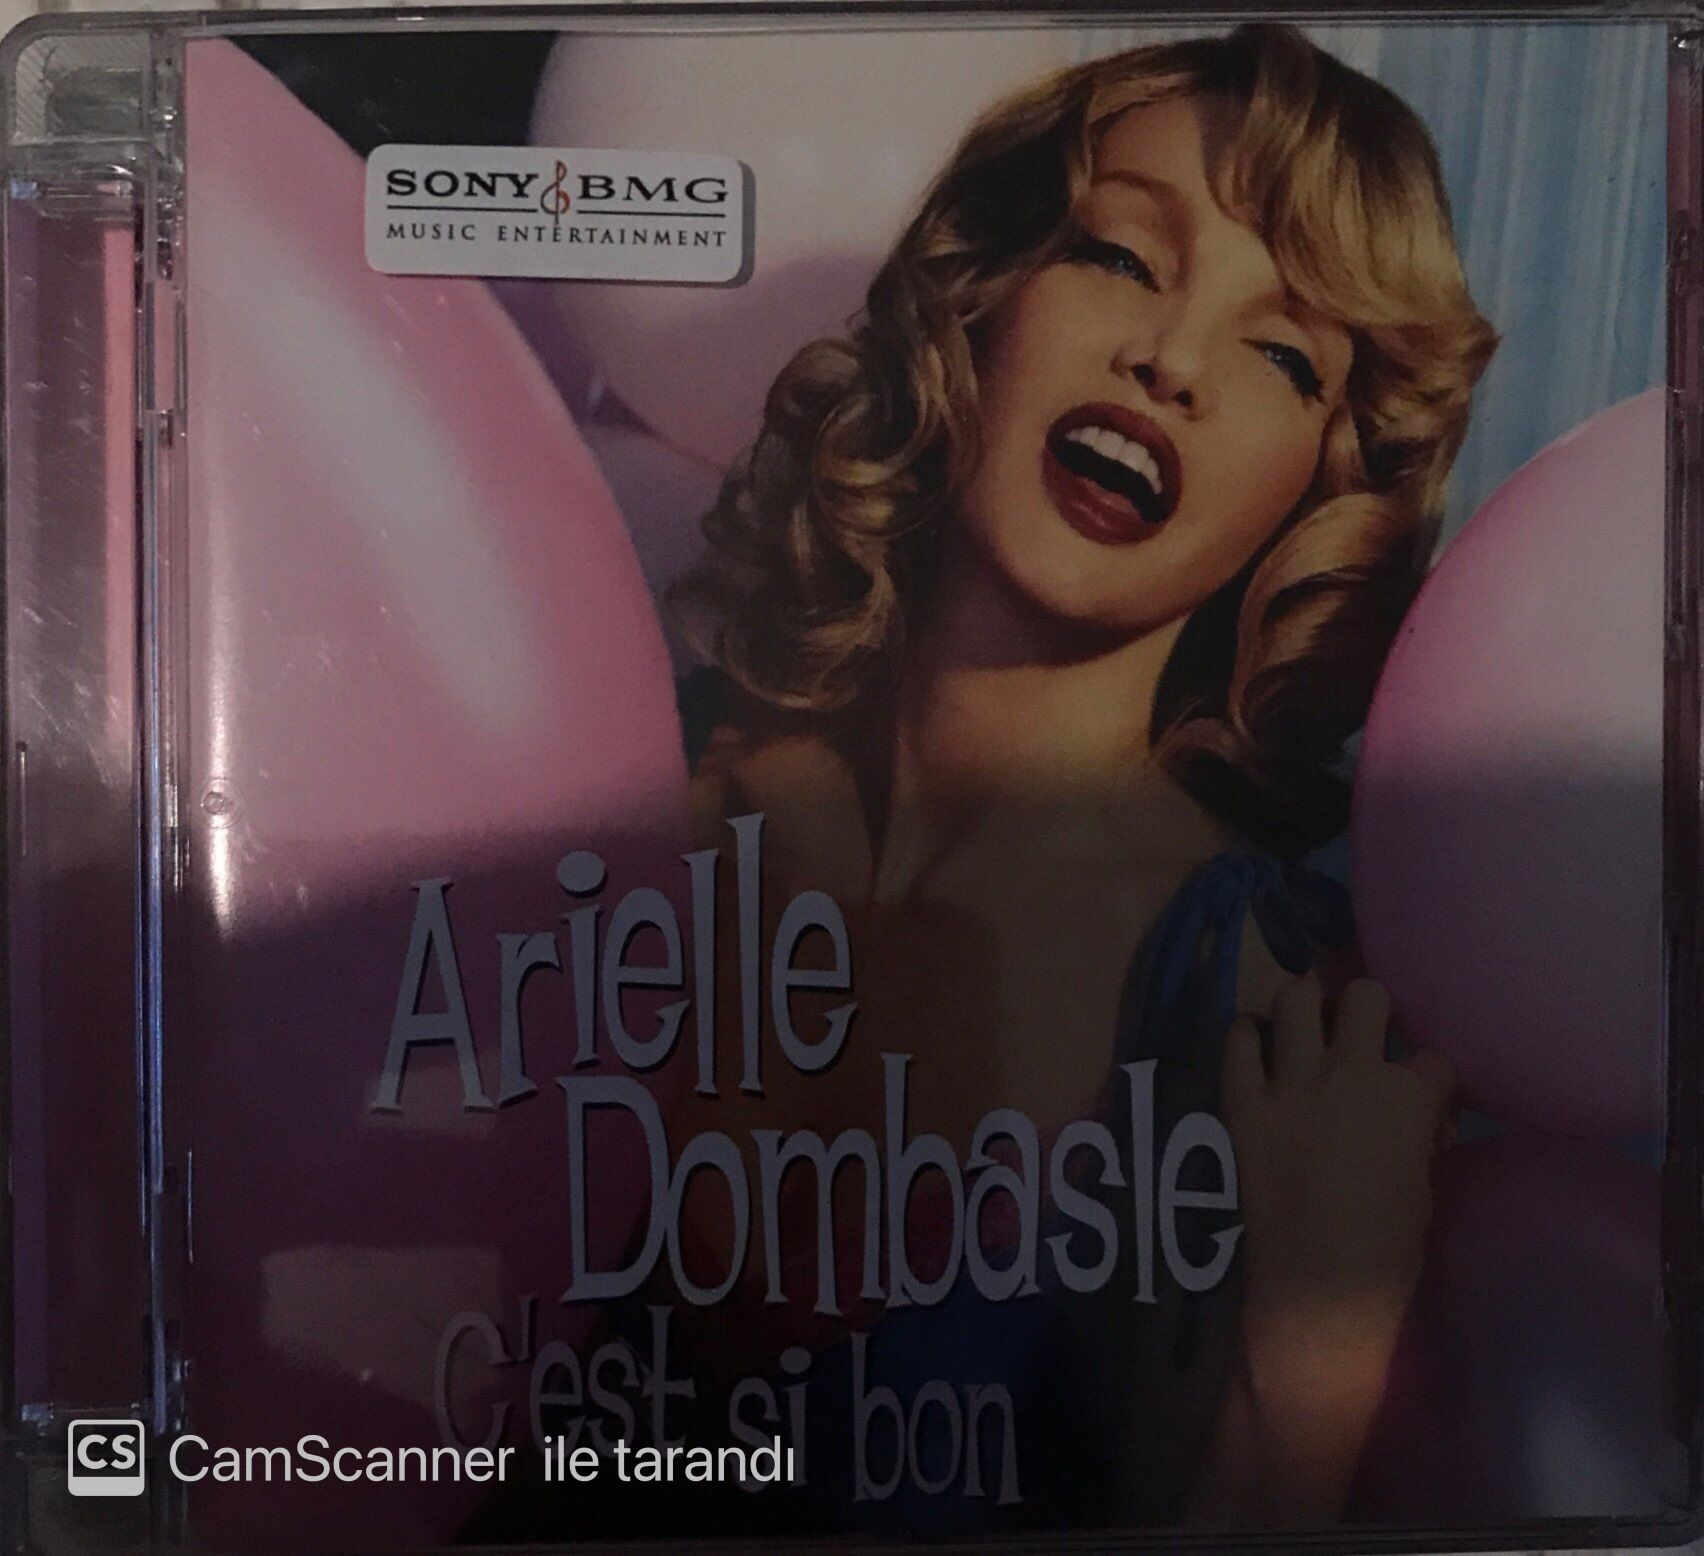 SONY BMG
MUSIC ENTERTAINMENT
Arielle
Dombasle
C'est si bon
CS CamScanner ile tarandı